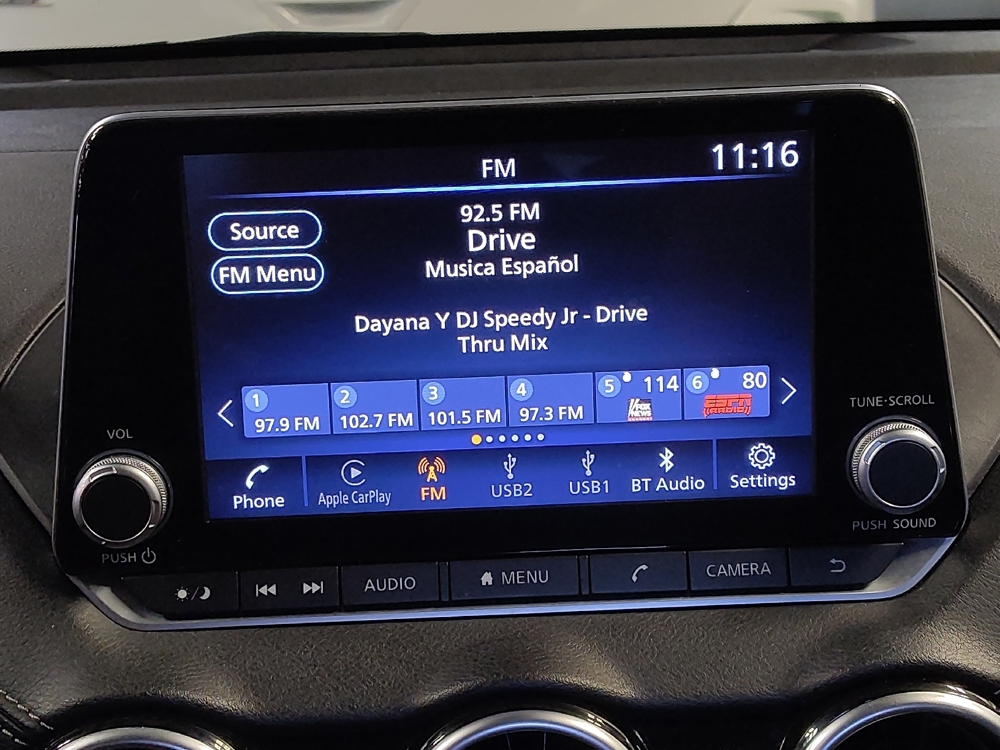 FM
11:16
Source
FM Menu
92.5 FM
Drive
Musica Español
Dayana Y DJ Speedy Jr - Drive
Thru Mix
1
97.9 FM
2
102.7 FM
3
101.5 FM
4
97.3 FM
5
114
FOX
NEWS
6
80
ESPN
Phone
Apple CarPlay
FM
USB2
USB1
BT Audio
Settings
VOL
PUSH
TUNE·SCROLL
PUSH SOUND
AUDIO
MENU
CAMERA